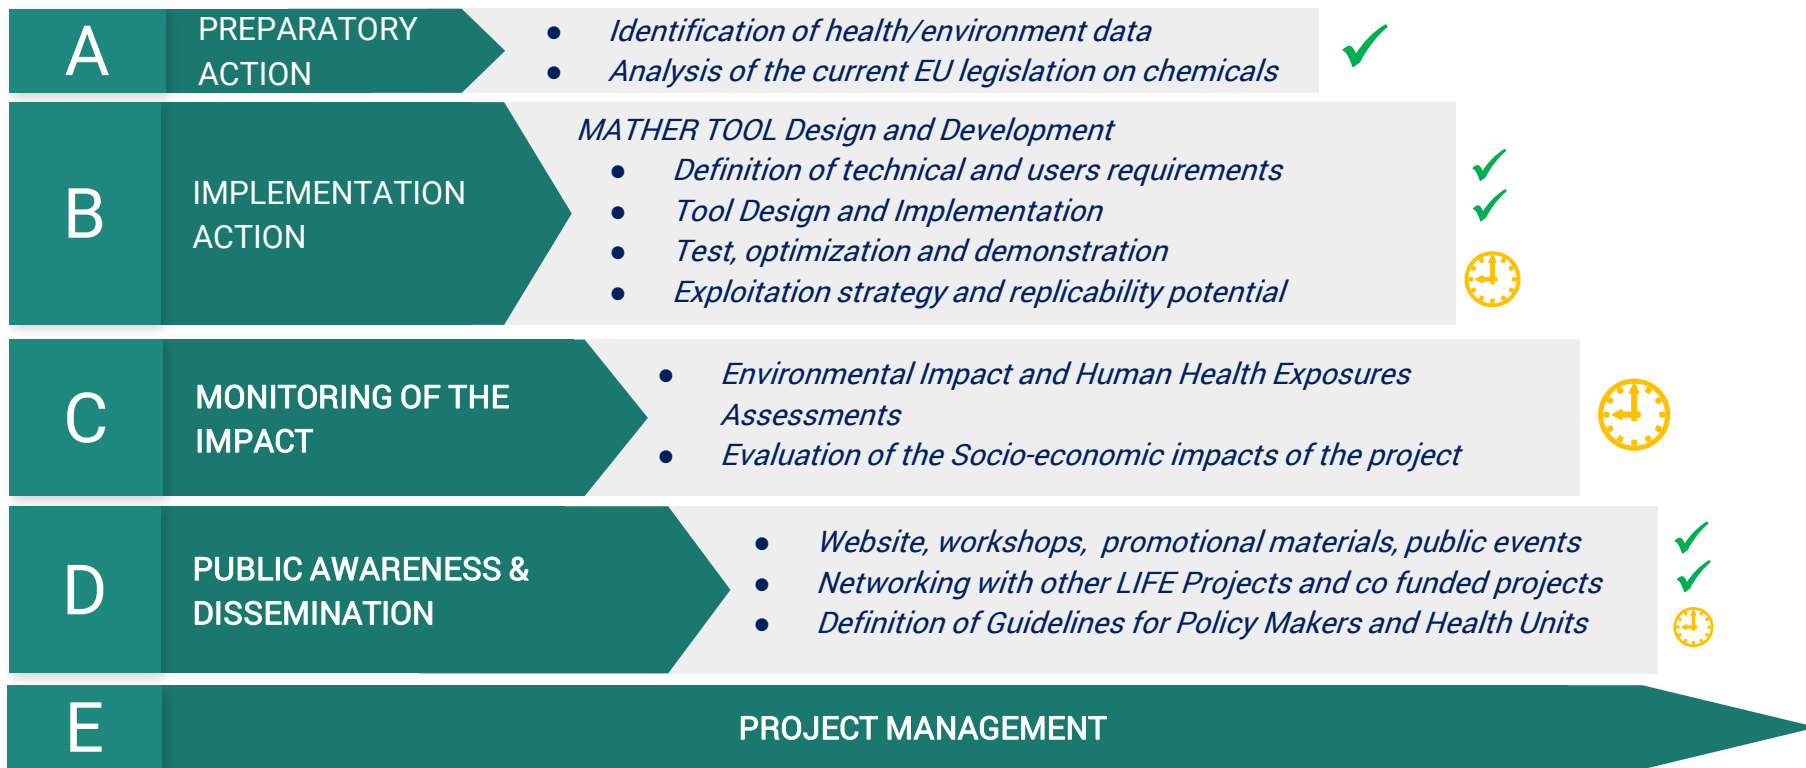 A
PREPARATORY
ACTION
● Identification of health/environment data
● Analysis of the current EU legislation on chemicals
B
IMPLEMENTATION
ACTION
MATHER TOOL Design and Development
● Definition of technical and users requirements
● Tool Design and Implementation
● Test, optimization and demonstration
● Exploitation strategy and replicability potential
C
MONITORING OF THE
IMPACT
● Environmental Impact and Human Health Exposures
Assessments
● Evaluation of the Socio-economic impacts of the project
D
PUBLIC AWARENESS &
DISSEMINATION
● Website, workshops, promotional materials, public events
● Networking with other LIFE Projects and co funded projects
● Definition of Guidelines for Policy Makers and Health Units
E
PROJECT MANAGEMENT